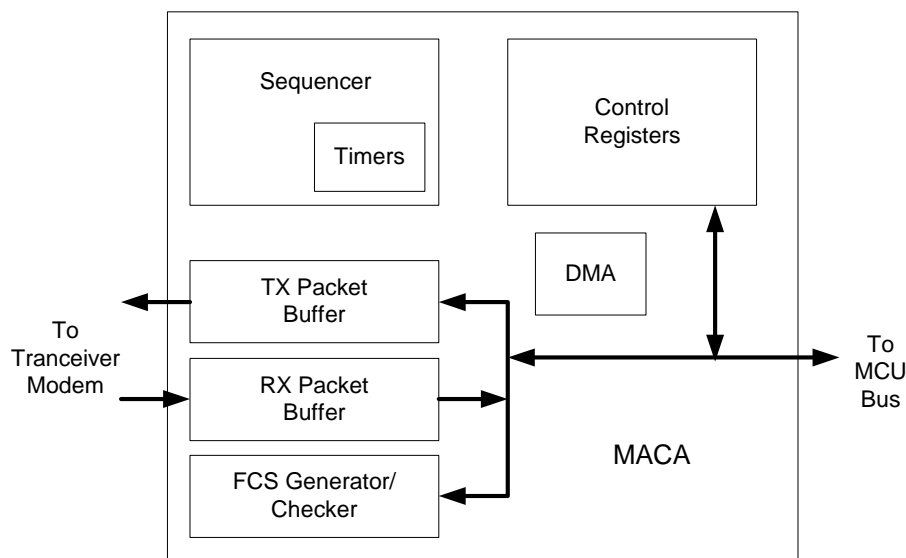 Sequencer
Timers
Control
Registers
DMA
TX Packet
Buffer
To
Tranceiver
Modem
RX Packet
Buffer
To
MCU
Bus
FCS Generator/
Checker
MACA